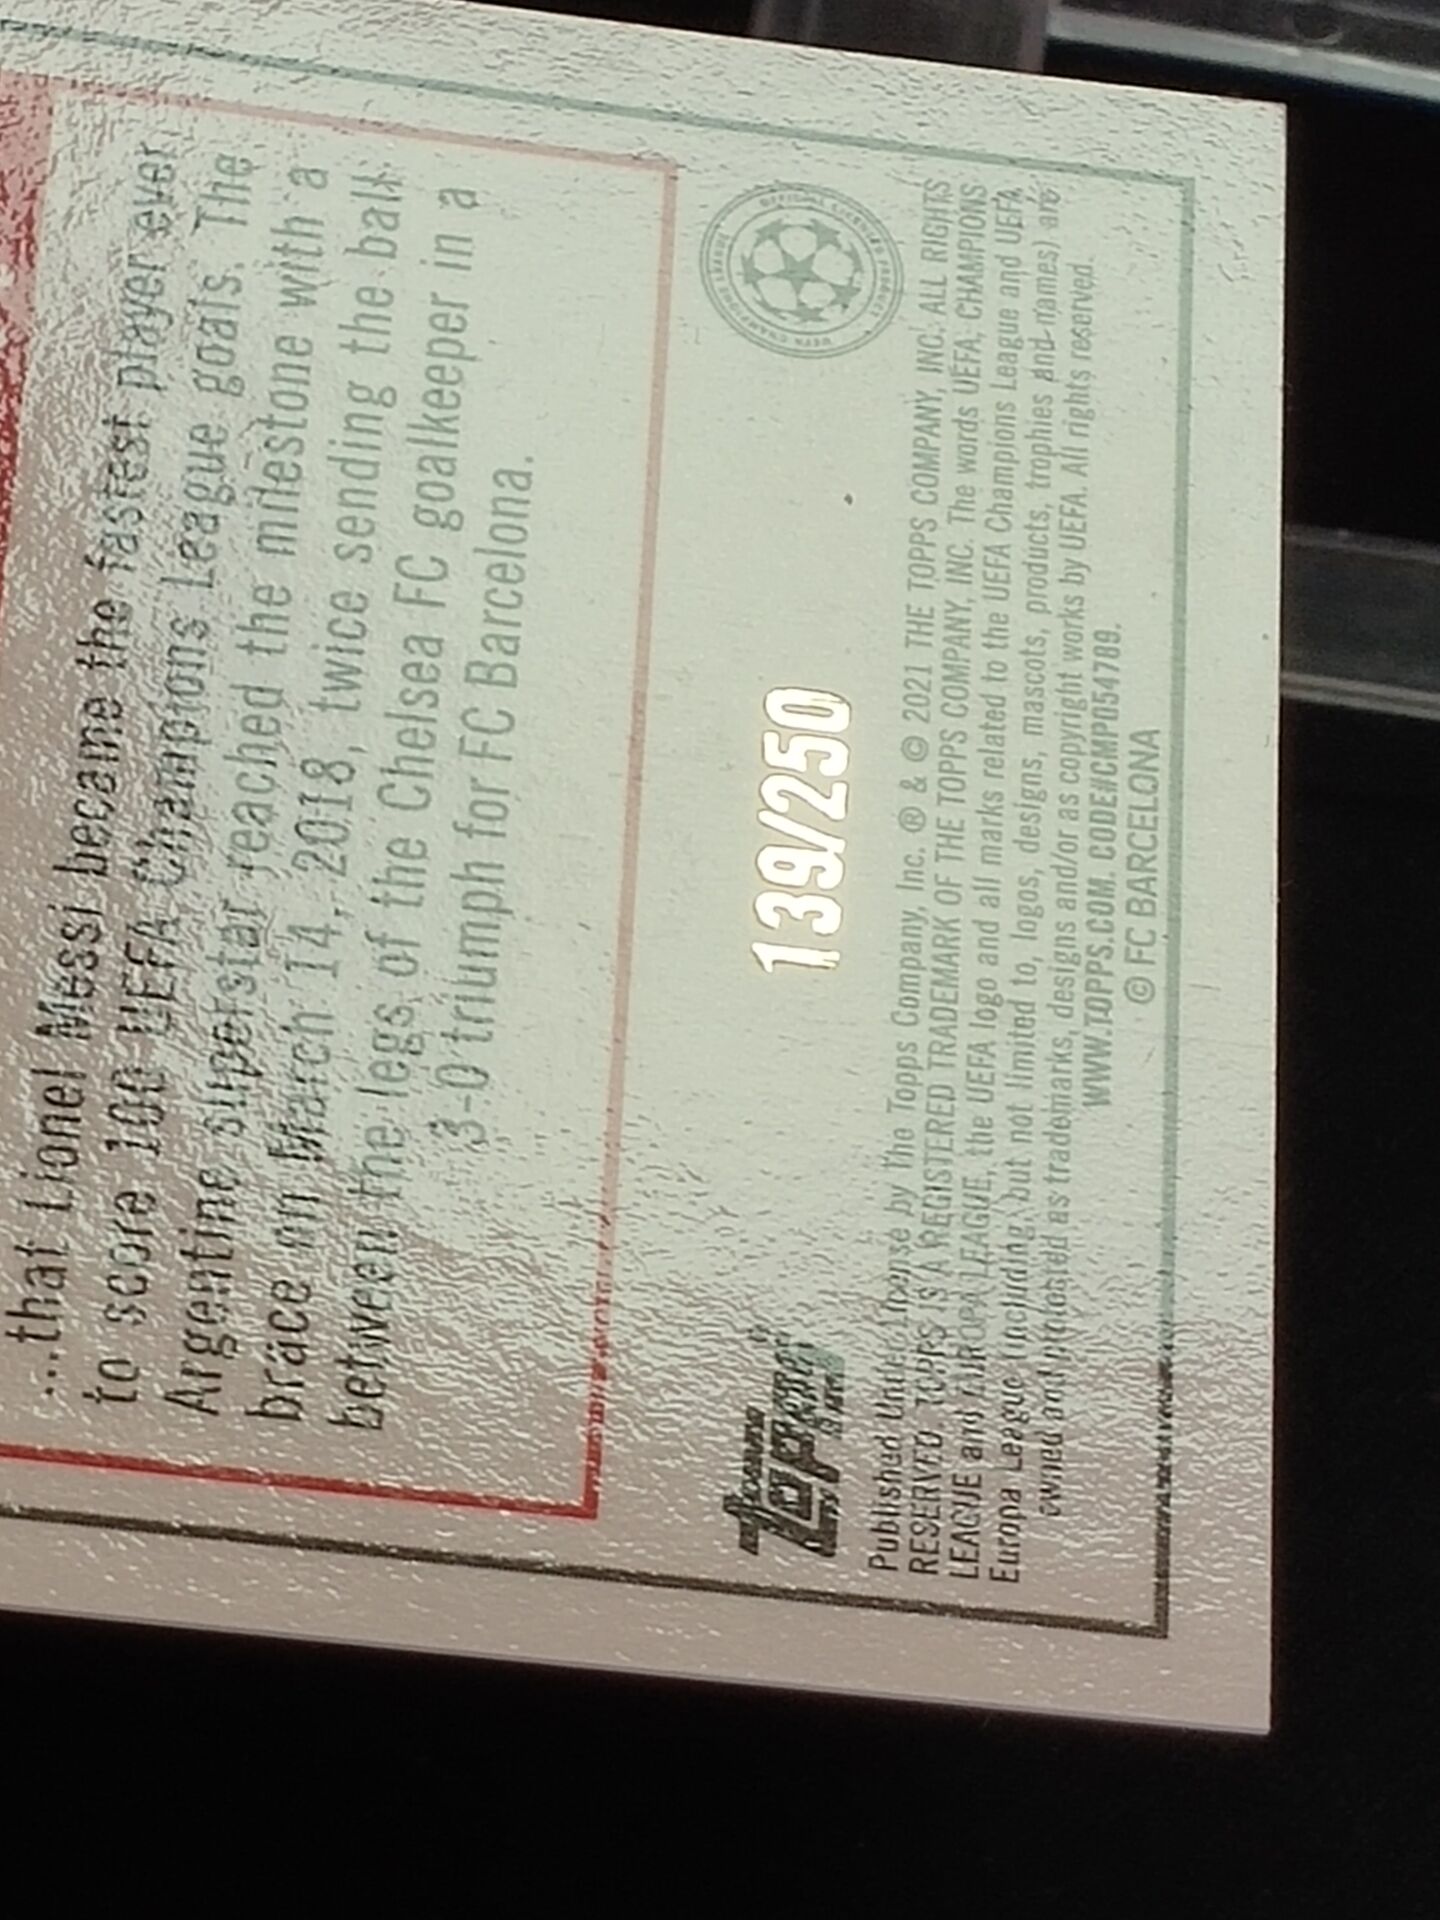 ...that Lionel Messi became the fastest player ever
to score 100 UEFA Champions League goals. The
Argentine superstar reached the milestone with a
brace on March 14, 2018, twice sending the ball
between the legs of the Chelsea FC goalkeeper in a
3-0 triumph for FC Barcelona.
139/250
Published Under License by The Topps Company, Inc. ® & © 2021 THE TOPPS COMPANY, INC. ALL RIGHTS
RESERVED. TOPPS IS A REGISTERED TRADEMARK OF THE TOPPS COMPANY, INC. The words UEFA, CHAMPIONS
LEAGUE and EUROPA LEAGUE, the UEFA logo and all marks related to the UEFA Champions League and UEFA
Europa League (including, but not limited to, logos, designs, mascots, products, trophies and names) are
owned and protected as trademarks, designs and/or as copyright works by UEFA. All rights reserved.
WWW.TOPPS.COM. CODE#CMP054789.
© FC BARCELONA